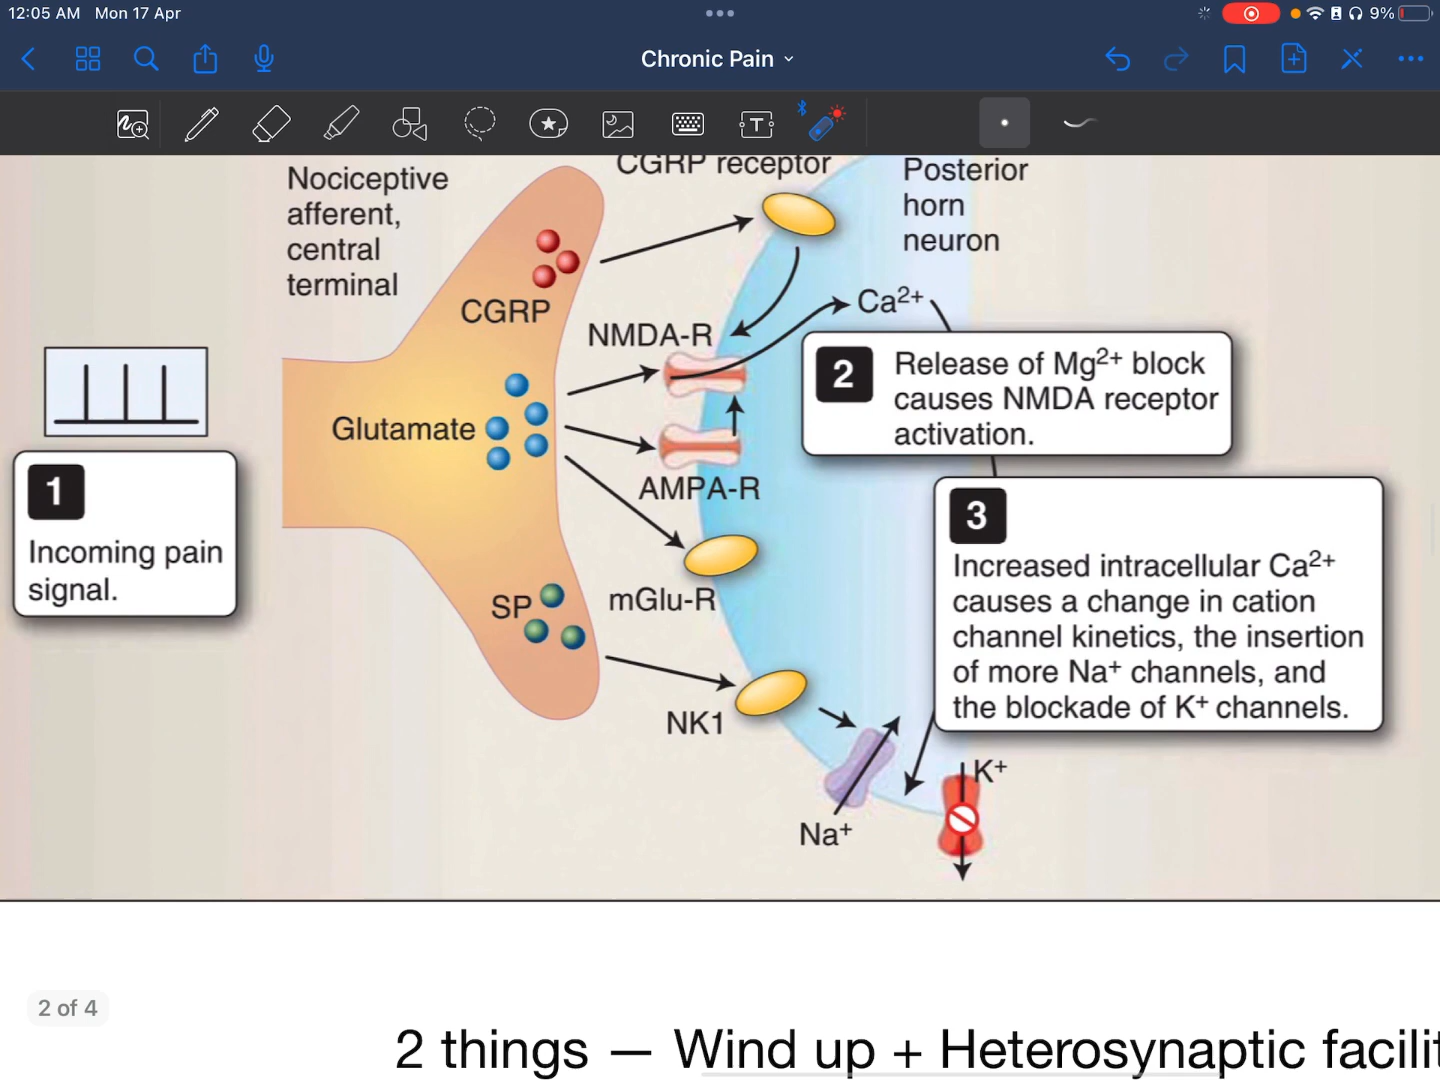 12:05 AM Mon 17 Apr
9%
Chronic Pain
CGRP receptor
Nociceptive
afferent,
central
terminal
Posterior
horn
neuron
CGRP
Ca2+
NMDA-R
2
Release of Mg2+ block
causes NMDA receptor
activation.
Glutamate
AMPA-R
1
Incoming pain
signal.
3
Increased intracellular Ca2+
causes a change in cation
channel kinetics, the insertion
of more Na+ channels, and
the blockade of K+ channels.
SP
mGlu-R
NK1
K+
Na+
2 of 4
2 things — Wind up + Heterosynaptic facilit